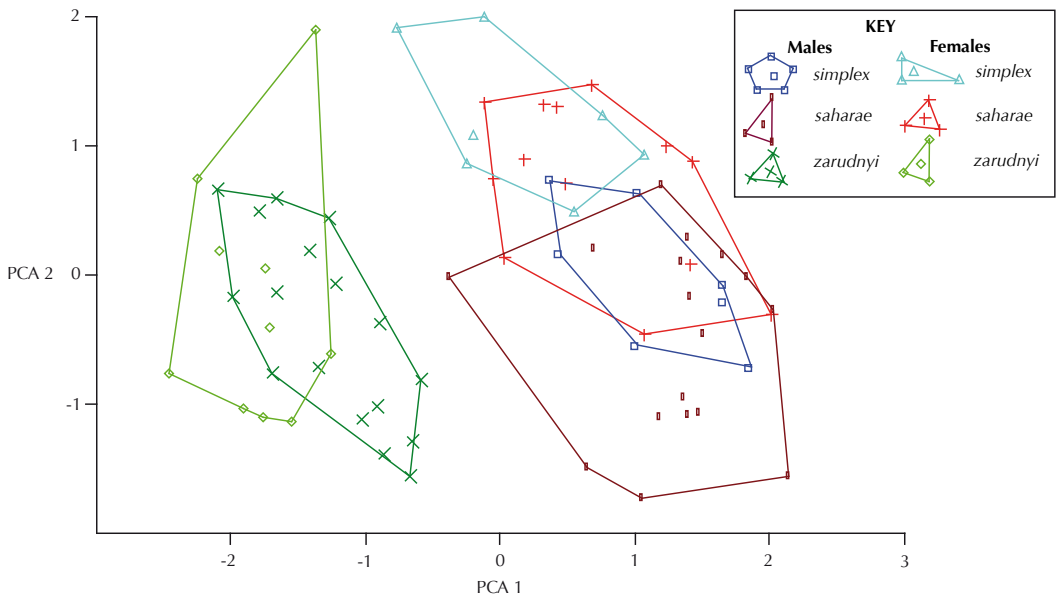 2
1
PCA 2
0
-1
-2
-1
0
1
2
3
PCA 1
KEY
Males
Females
simplex
simplex
saharae
saharae
zarudnyi
zarudnyi